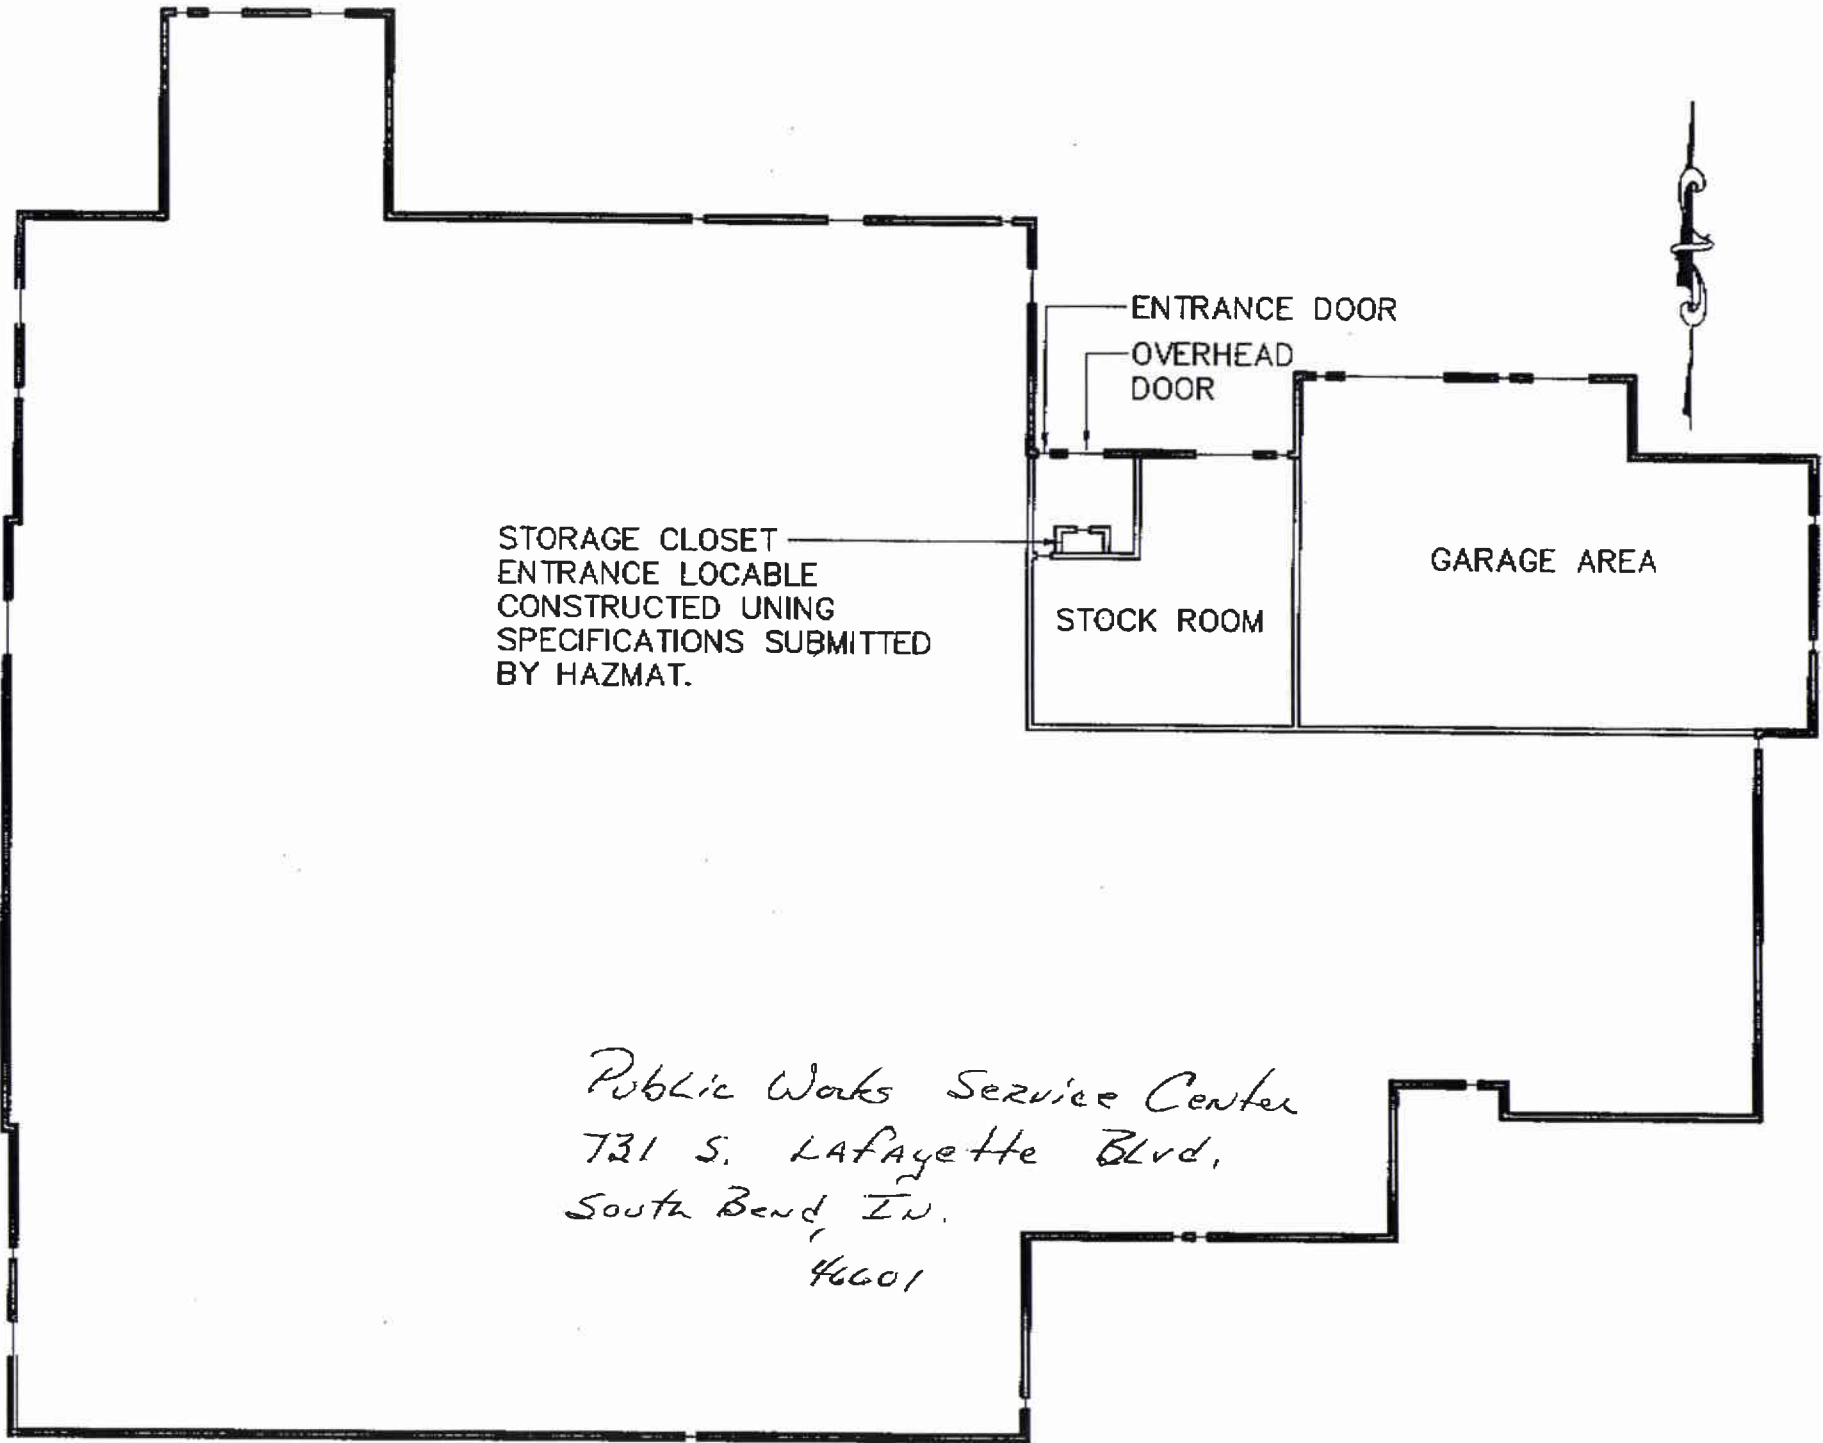 ENTRANCE DOOR
OVERHEAD
DOOR
STORAGE CLOSET
ENTRANCE LOCABLE
CONSTRUCTED UNING
SPECIFICATIONS SUBMITTED
BY HAZMAT.
STOCK ROOM
GARAGE AREA
Public Works Service Center
731 S. LAfAyette BLvd,
South Bend, IN.
46601